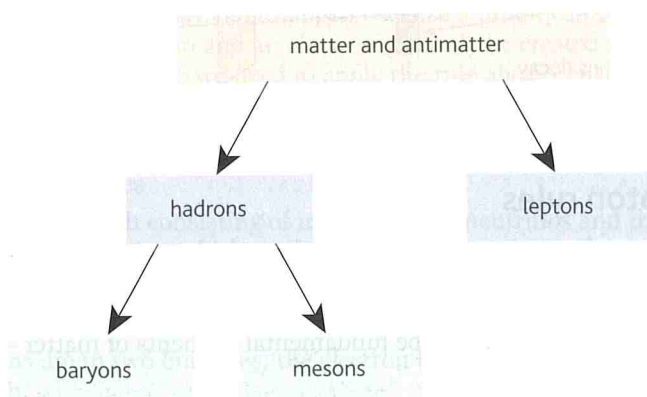 matter and antimatter
hadrons
leptons
baryons
mesons